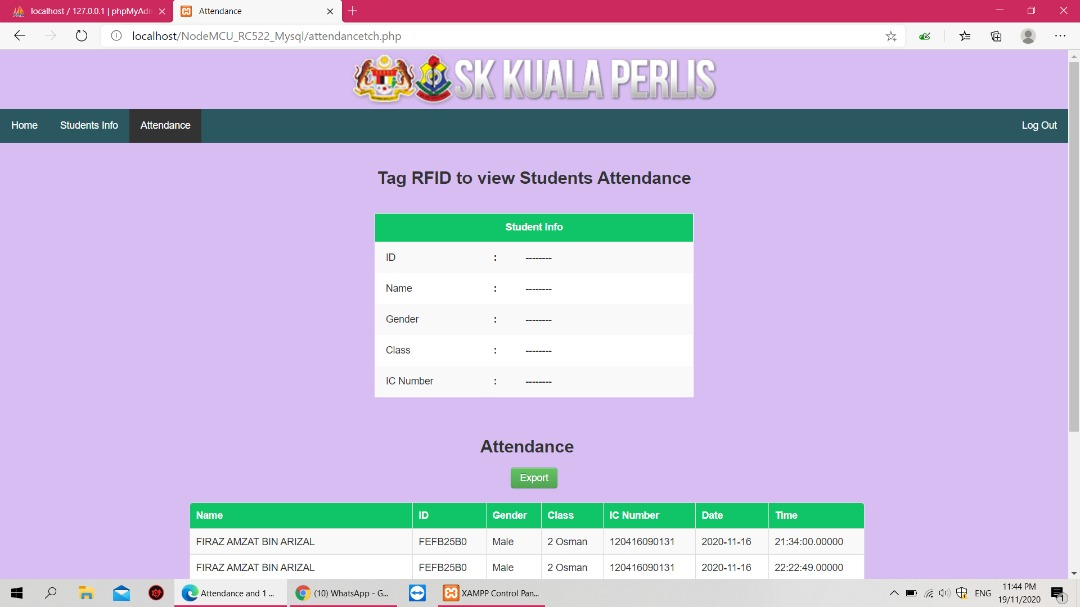 localhost / 127.0.0.1 | phpMyAdm
Attendance
localhost/NodeMCU_RC522_Mysql/attendancetch.php
SK KUALA PERLIS
Home Students Info Attendance Log Out
Tag RFID to view Students Attendance
Student Info
ID : --------
Name : --------
Gender : --------
Class : --------
IC Number : --------
Attendance
Export
Name ID Gender Class IC Number Date Time
FIRAZ AMZAT BIN ARIZAL FEFB25B0 Male 2 Osman 120416090131 2020-11-16 21:34:00.00000
FIRAZ AMZAT BIN ARIZAL FEFB25B0 Male 2 Osman 120416090131 2020-11-16 22:22:49.00000
Attendance and 1 ... (10) WhatsApp - G... XAMPP Control Pan... ENG 11:44 PM
19/11/2020